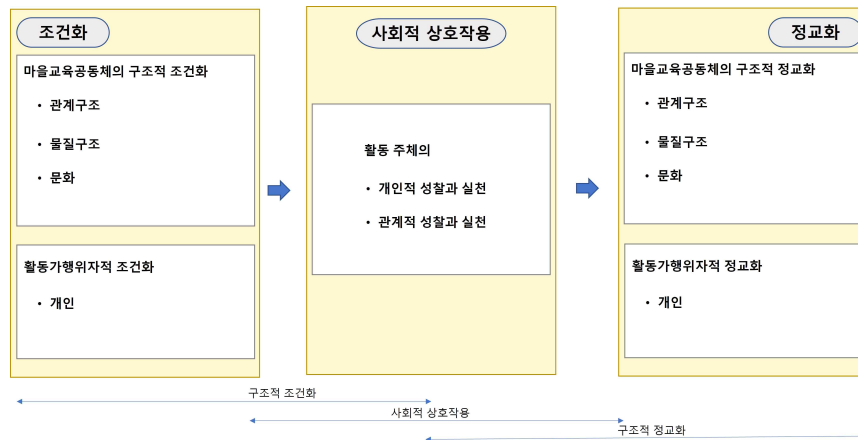 조건화
마을교육공동체의 구조적 조건화
• 관계구조
• 물질구조
• 문화
활동가행위자적 조건화
• 개인
사회적 상호작용
활동 주체의
• 개인적 성찰과 실천
• 관계적 성찰과 실천
정교화
마을교육공동체의 구조적 정교화
• 관계구조
• 물질구조
• 문화
활동가행위자적 정교화
• 개인
구조적 조건화
사회적 상호작용
구조적 정교화